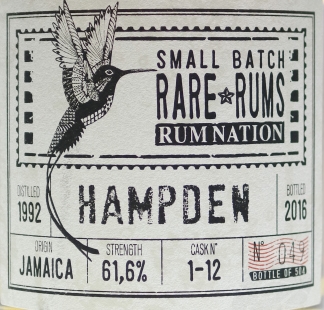 SMALL BATCH
RARE ★ RUMS
RUM NATION
DISTILLED
1992
HAMPDEN
BOTTLED
2016
ORIGIN
JAMAICA
STRENGTH
61,6%
CASK N°
1-12
N° 049
BOTTLE OF 504